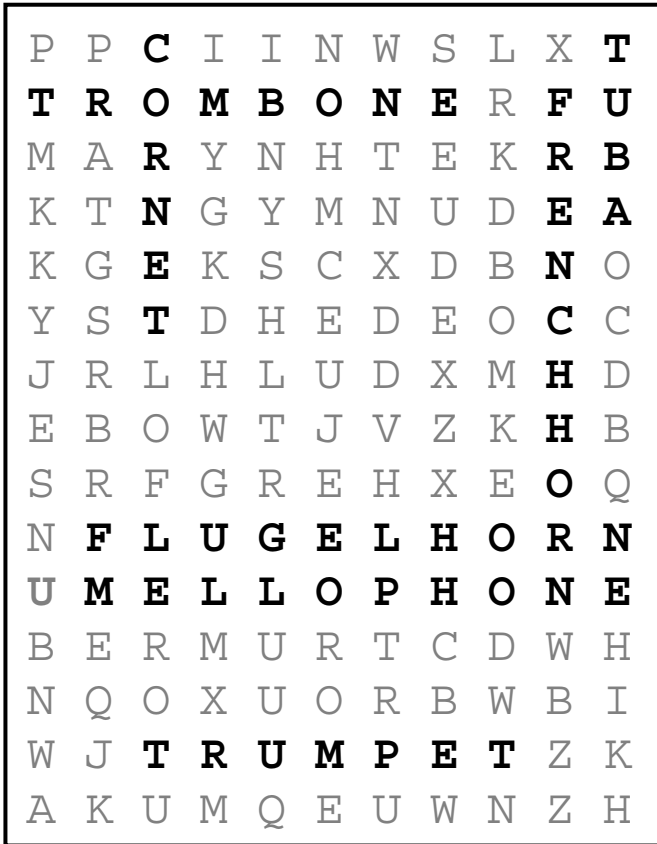 P P C I I N W S L X T
T R O M B O N E R F U
M A R Y N H T E K R B
K T N G Y M N U D E A
K G E K S C X D B N O
Y S T D H E D E O C C
J R L H L U D X M H D
E B O W T J V Z K H B
S R F G R E H X E O Q
N F L U G E L H O R N
U M E L L O P H O N E
B E R M U R T C D W H
N Q O X U O R B W B I
W J T R U M P E T Z K
A K U M Q E U W N Z H